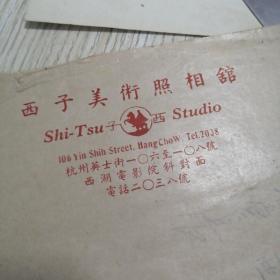 西子美術照相舘
Shi-Tsu 子 西 Studio
106 Yin Shih Street, HangChow, Tel. 2038
杭州英士街一〇六至一〇八號
西湖電影院斜對面
電話二〇三八號